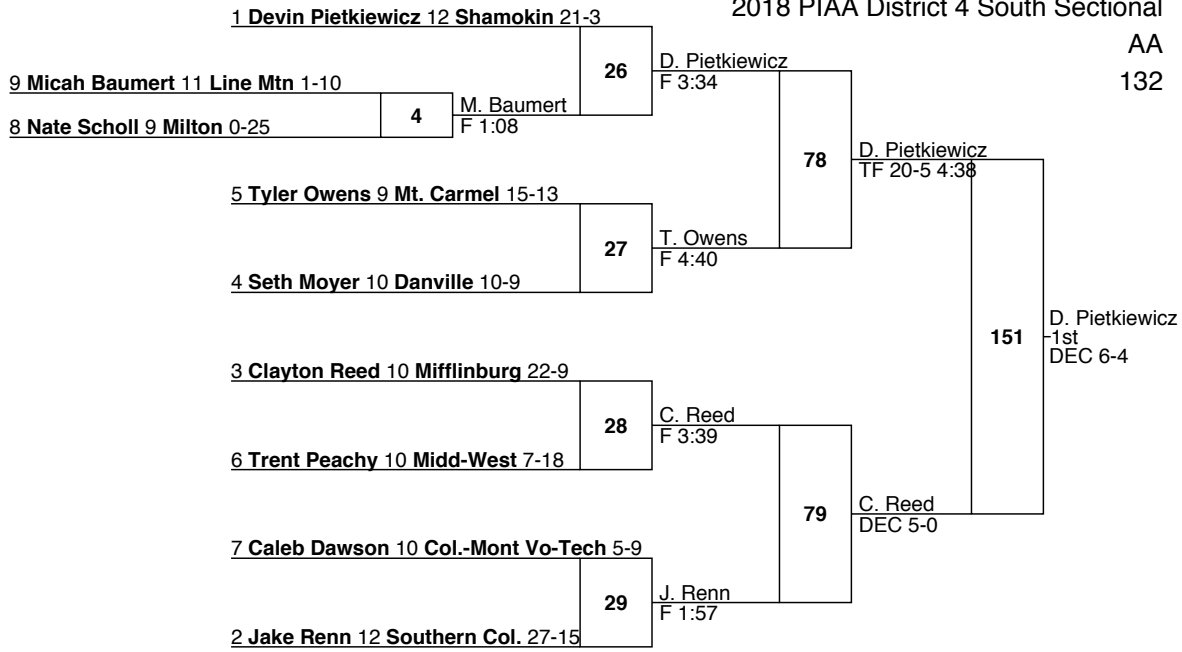 2018 PIAA District 4 South Sectional
AA
132
1 Devin Pietkiewicz 12 Shamokin 21-3
26
D. Pietkiewicz
F 3:34
9 Micah Baumert 11 Line Mtn 1-10
4
M. Baumert
F 1:08
8 Nate Scholl 9 Milton 0-25
78
D. Pietkiewicz
TF 20-5 4:38
5 Tyler Owens 9 Mt. Carmel 15-13
27
T. Owens
F 4:40
4 Seth Moyer 10 Danville 10-9
151
D. Pietkiewicz
1st
DEC 6-4
3 Clayton Reed 10 Mifflinburg 22-9
28
C. Reed
F 3:39
6 Trent Peachy 10 Midd-West 7-18
79
C. Reed
DEC 5-0
7 Caleb Dawson 10 Col.-Mont Vo-Tech 5-9
29
J. Renn
F 1:57
2 Jake Renn 12 Southern Col. 27-15